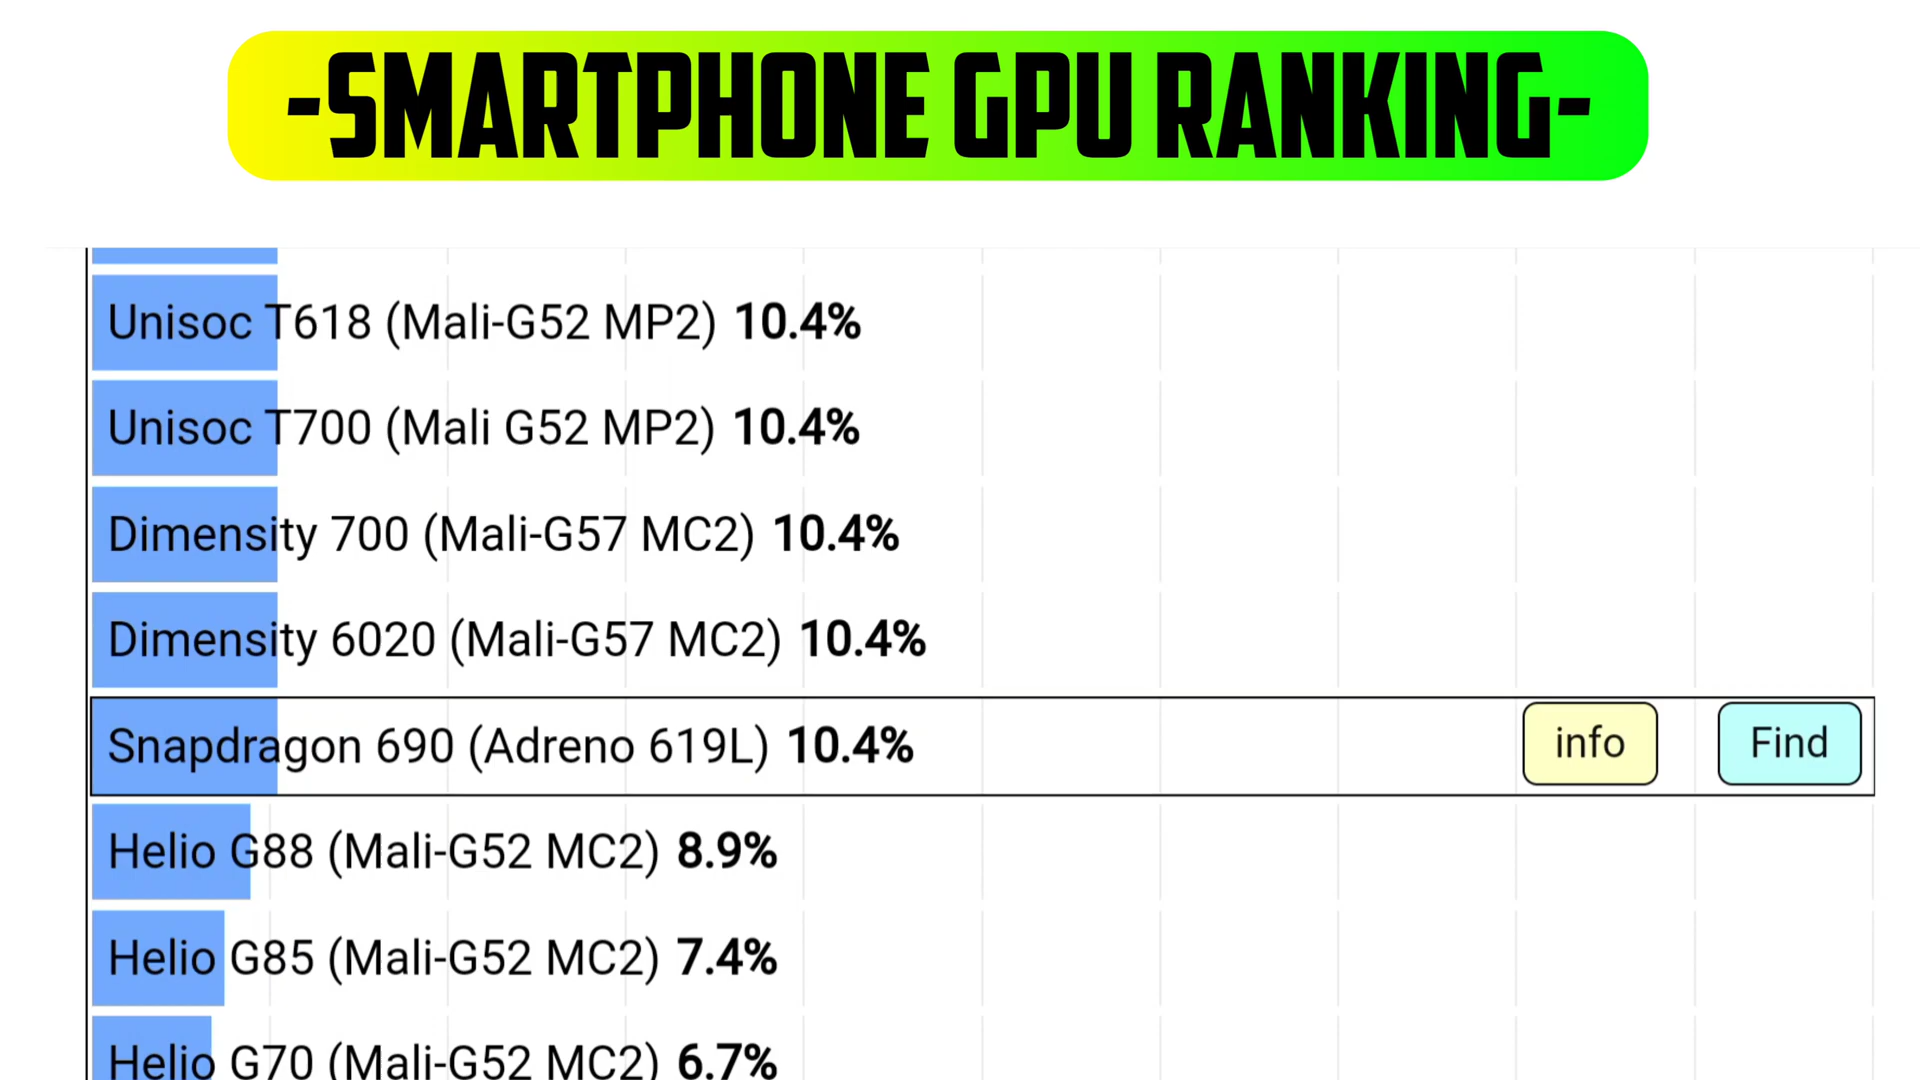 -SMARTPHONE GPU RANKING-
Unisoc T618 (Mali-G52 MP2) 10.4%
Unisoc T700 (Mali G52 MP2) 10.4%
Dimensity 700 (Mali-G57 MC2) 10.4%
Dimensity 6020 (Mali-G57 MC2) 10.4%
Snapdragon 690 (Adreno 619L) 10.4% info Find
Helio G88 (Mali-G52 MC2) 8.9%
Helio G85 (Mali-G52 MC2) 7.4%
Helio G70 (Mali-G52 MC2) 6.7%